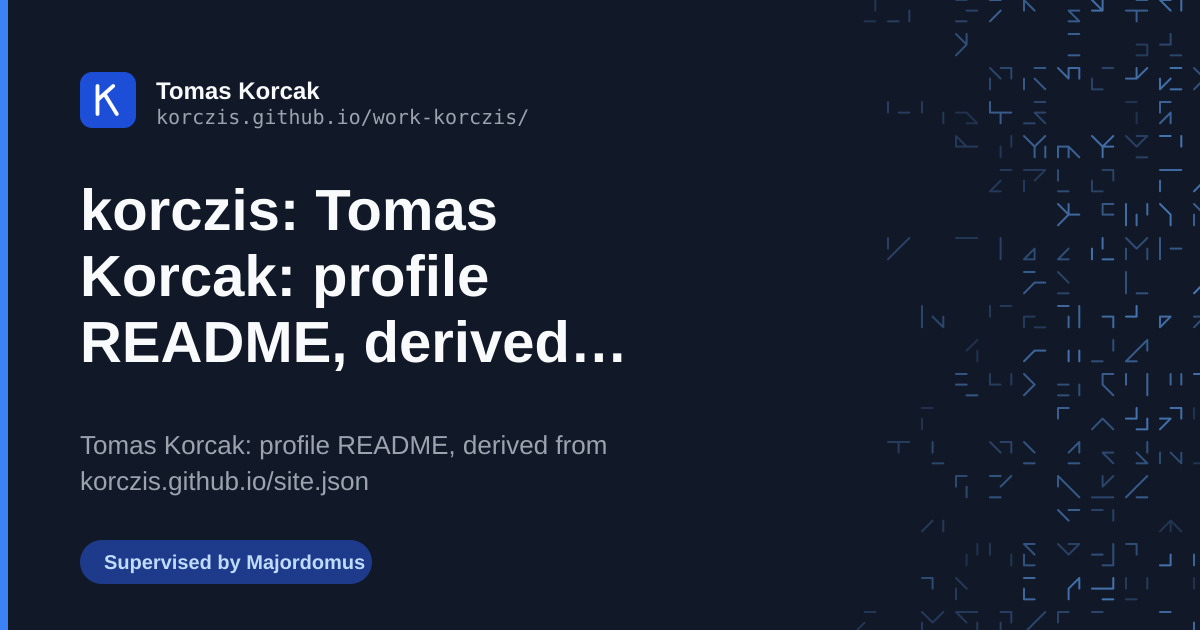 Tomas Korcak
korczis.github.io/work-korczis/
korczis: Tomas
Korcak: profile
README, derived…
Tomas Korcak: profile README, derived from
korczis.github.io/site.json
Supervised by Majordomus